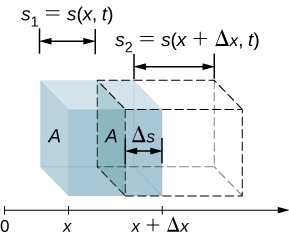 s₁ = s(x, t)
s₂ = s(x + Δx, t)
A A Δs
0 x x + Δx